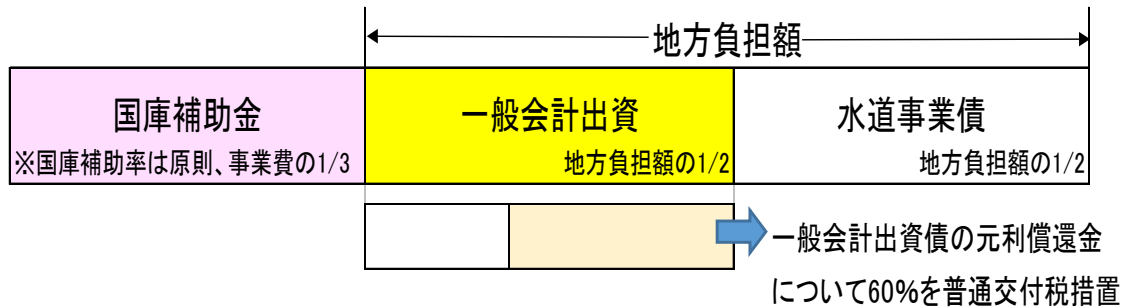 地方負担額
国庫補助金
※国庫補助率は原則、事業費の1/3
一般会計出資
地方負担額の1/2
水道事業債
地方負担額の1/2
一般会計出資債の元利償還金
について60%を普通交付税措置